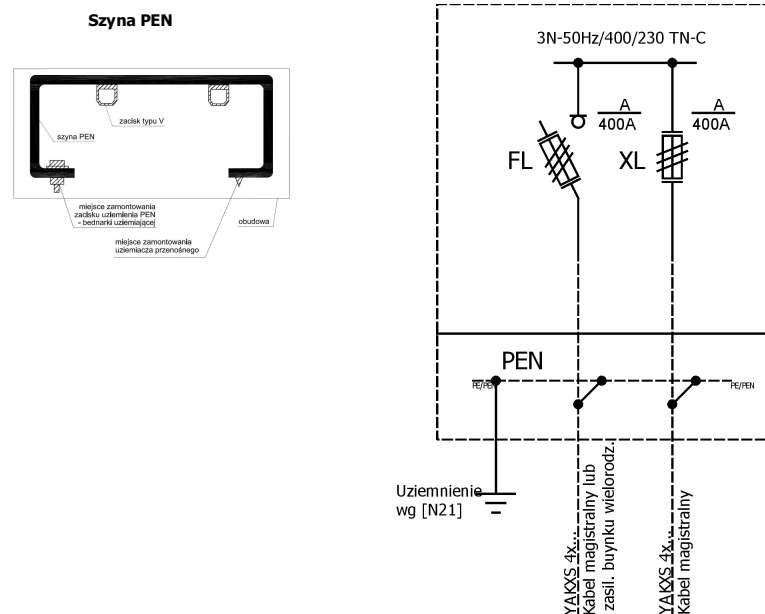 Szyna PEN
zacisk typu V
szyna PEN
miejsce zamontowania
zacisku uziemienia PEN
- bednarki uziemiającej
obudowa
miejsce zamontowania
uziemiacza przenośnego
3N-50Hz/400/230 TN-C
A
400A
A
400A
FL
XL
PEN
PE/PEN
PE/PEN
Uziemnienie
wg [N21]
YAKXS 4x...
Kabel magistralny lub
zasil. buynku wielorodz.
YAKXS 4x...
Kabel magistralny